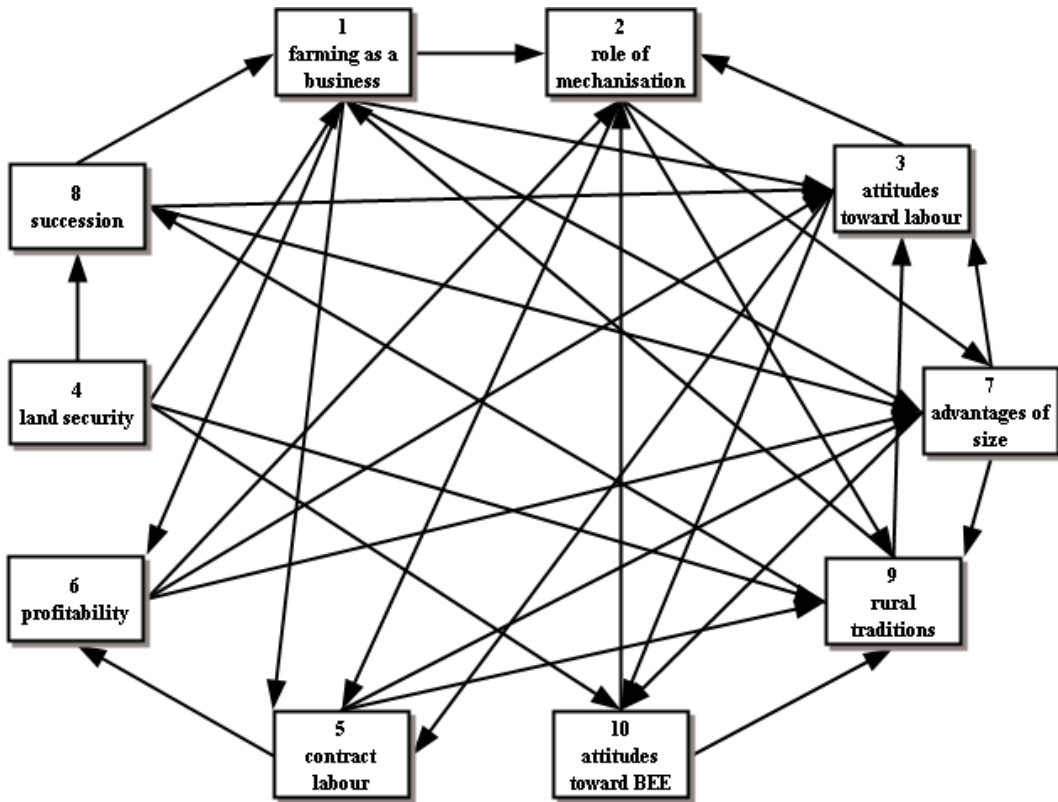 1
farming as a
business
2
role of
mechanisation
3
attitudes
toward labour
8
succession
4
land security
7
advantages of
size
6
profitability
9
rural
traditions
5
contract
labour
10
attitudes
toward BEE